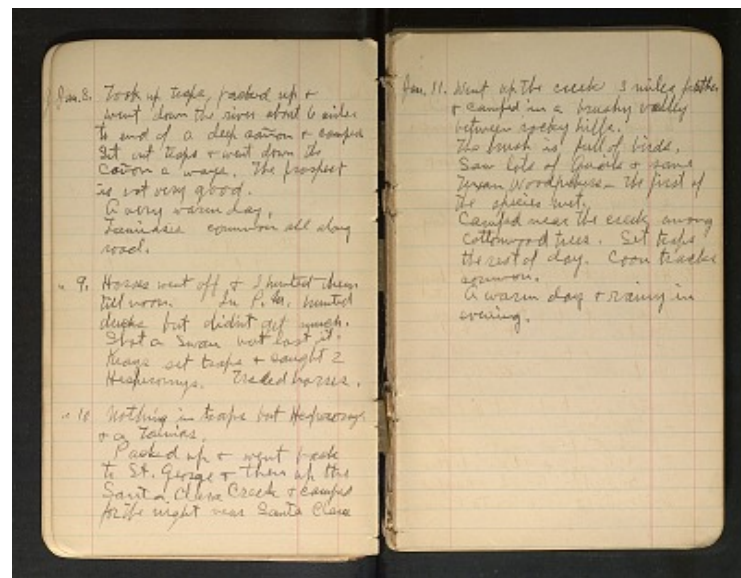 Jan. 8. Took up traps, packed up &
went down the river about 6 miles
to end of a deep cañon & camped
Set out traps & went down the
Cañon a ways. The prospect
is not very good.
A very warm day.
Tamias common all along
road.
" 9. Horses went off & I hunted them
till noon. In P.M. hunted
ducks but didn't get much.
Shot a Swan but lost it.
set traps & caught 2
Hesperomys. Traded horses.
" 10. Nothing in traps but Hesperomys
& a Tamias.
Packed up & went back
to St. George & then up the
Santa Clara Creek & camped
for the night near Santa Clara
Jan. 11. Went up the creek 3 miles farther
& camped in a brushy valley
between rocky hills.
The brush is full of birds.
Saw lots of Quails & some
Texan Woodpeckers – the first of
the species met.
Camped near the creek among
Cottonwood trees. Set traps
the rest of day. Coon tracks
common.
A warm day & rainy in
evening.